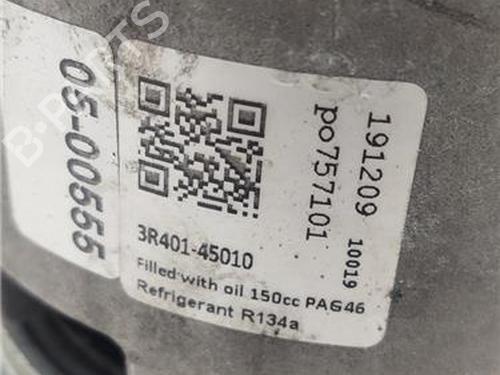 05-00555
3R401-45010
Filled with oil 150cc PAG46
Refrigerant R134a
191209 10019
po757101
B-PARTS